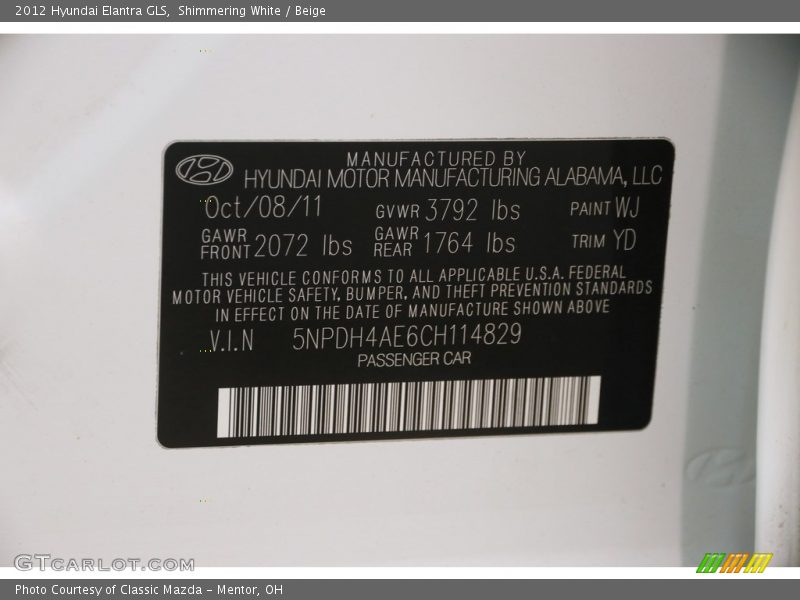 2012 Hyundai Elantra GLS, Shimmering White / Beige
MANUFACTURED BY
HYUNDAI MOTOR MANUFACTURING ALABAMA, LLC
Oct/08/11 GVWR 3792 lbs PAINT WJ
GAWR FRONT 2072 lbs GAWR REAR 1764 lbs TRIM YD
THIS VEHICLE CONFORMS TO ALL APPLICABLE U.S.A. FEDERAL
MOTOR VEHICLE SAFETY, BUMPER, AND THEFT PREVENTION STANDARDS
IN EFFECT ON THE DATE OF MANUFACTURE SHOWN ABOVE
V.I.N 5NPDH4AE6CH114829
PASSENGER CAR
GTCARLOT.COM
Photo Courtesy of Classic Mazda - Mentor, OH